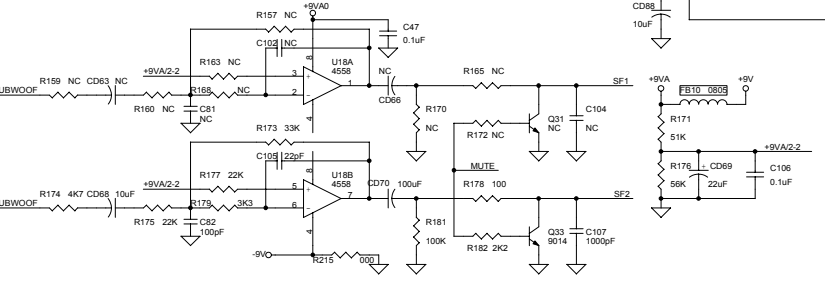 R157 NC
+9VA0
CD88
10uF
C47
0.1uF
C102 NC
R163 NC
U18A
4558
+9VA/2-2
R159 NC CD63 NC
8
3
2
1
4
NC
CD66
R165 NC
SF1
UBWOOF
R168 NC
R160 NC
C81
NC
R170
NC
R172 NC
Q31
NC
C104
NC
+9VA
FB10 0805
+9V
R171
51K
R173 33K
C105 22pF
8
U18B
4558
MUTE
+9VA/2-2
R177 22K
+9VA/2-2
R174 4K7 CD68 10uF
5
6
7
4
CD70 100uF
R178 100
SF2
R176
56K
+
CD69
22uF
C106
0.1uF
UBWOOF
R179 3K3
R175 22K
C82
100pF
R181
100K
R182 2K2
Q33
9014
C107
1000pF
-9V
R215 000